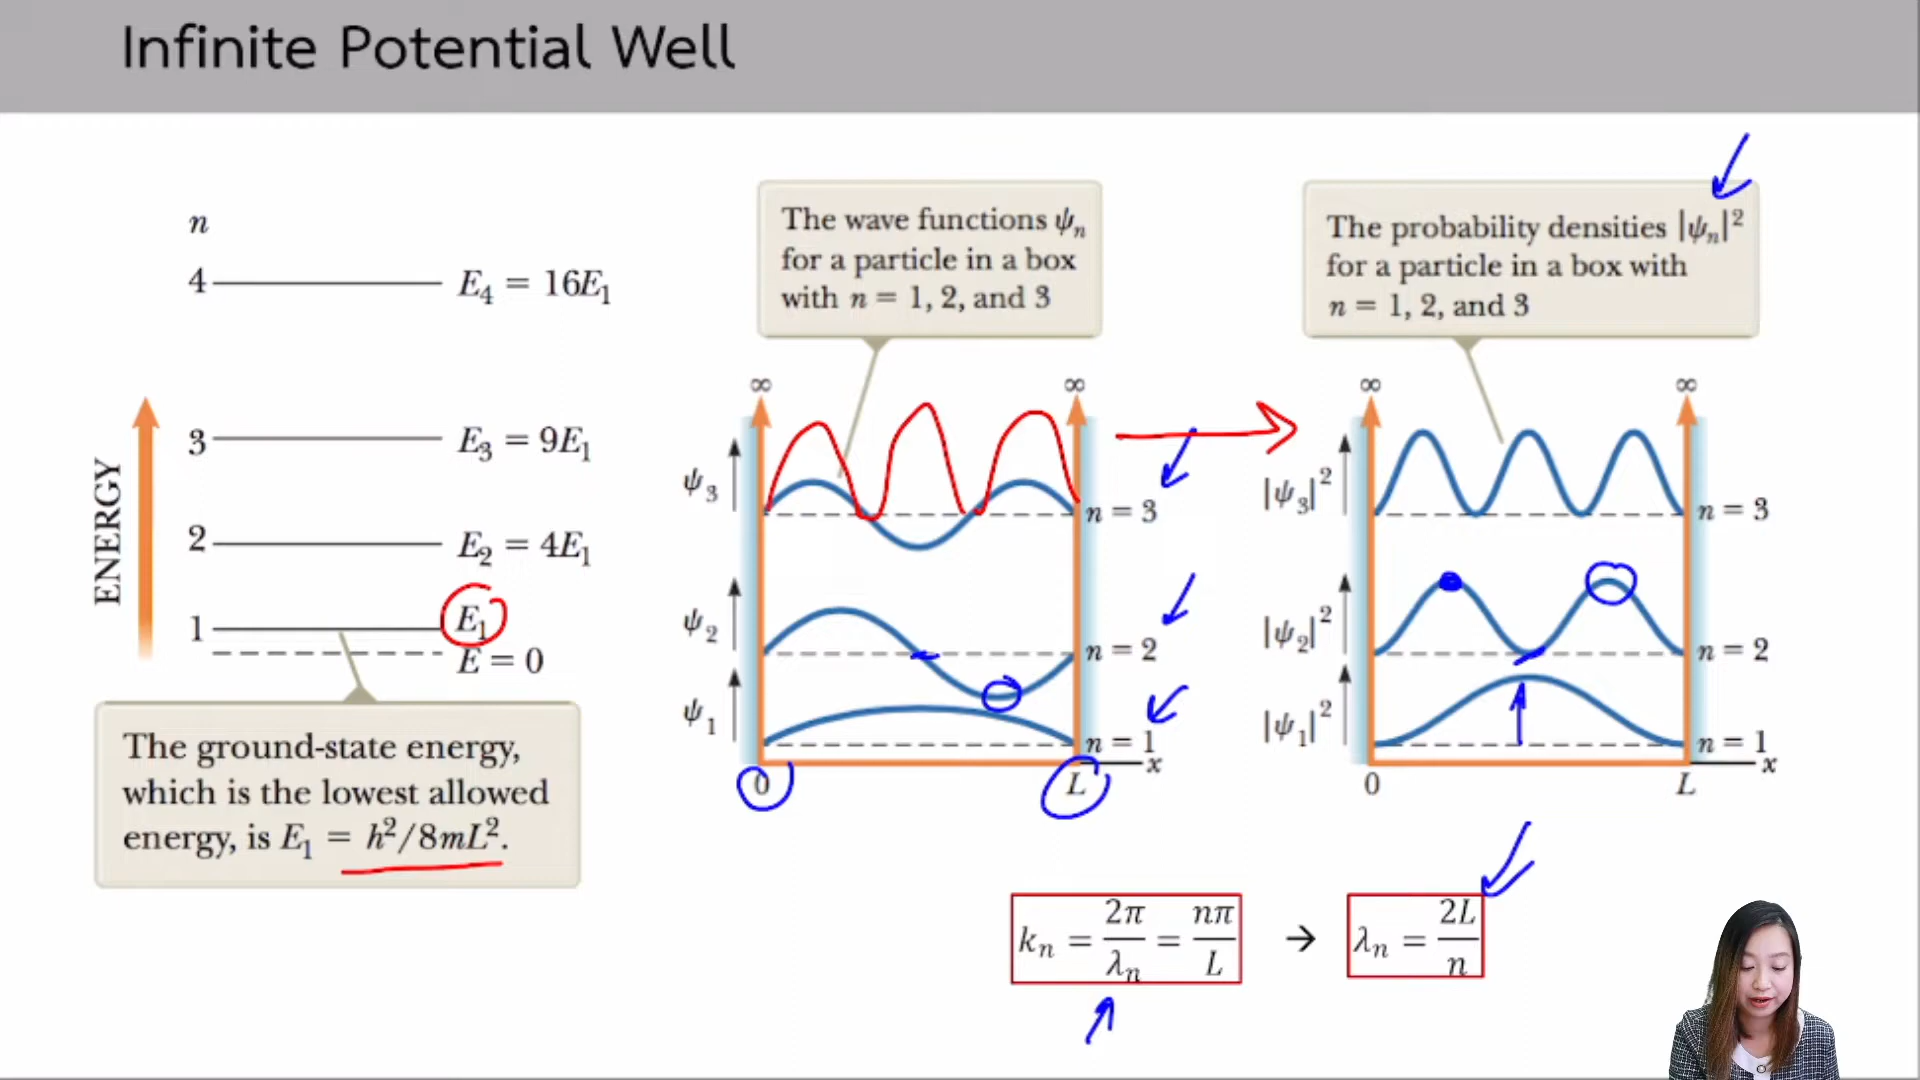 Infinite Potential Well
n
4
E₄ = 16E₁
3
E₃ = 9E₁
2
E₂ = 4E₁
1
E₁
E = 0
ENERGY
The ground-state energy,
which is the lowest allowed
energy, is E₁ = h²/8mL².
The wave functions ψₙ
for a particle in a box
with n = 1, 2, and 3
∞ ∞
ψ₃
n = 3
ψ₂
n = 2
ψ₁
n = 1
0 L x
The probability densities |ψₙ|²
for a particle in a box with
n = 1, 2, and 3
∞ ∞
|ψ₃|²
n = 3
|ψ₂|²
n = 2
|ψ₁|²
n = 1
0 L x
kₙ = 2π/λₙ = nπ/L → λₙ = 2L/n